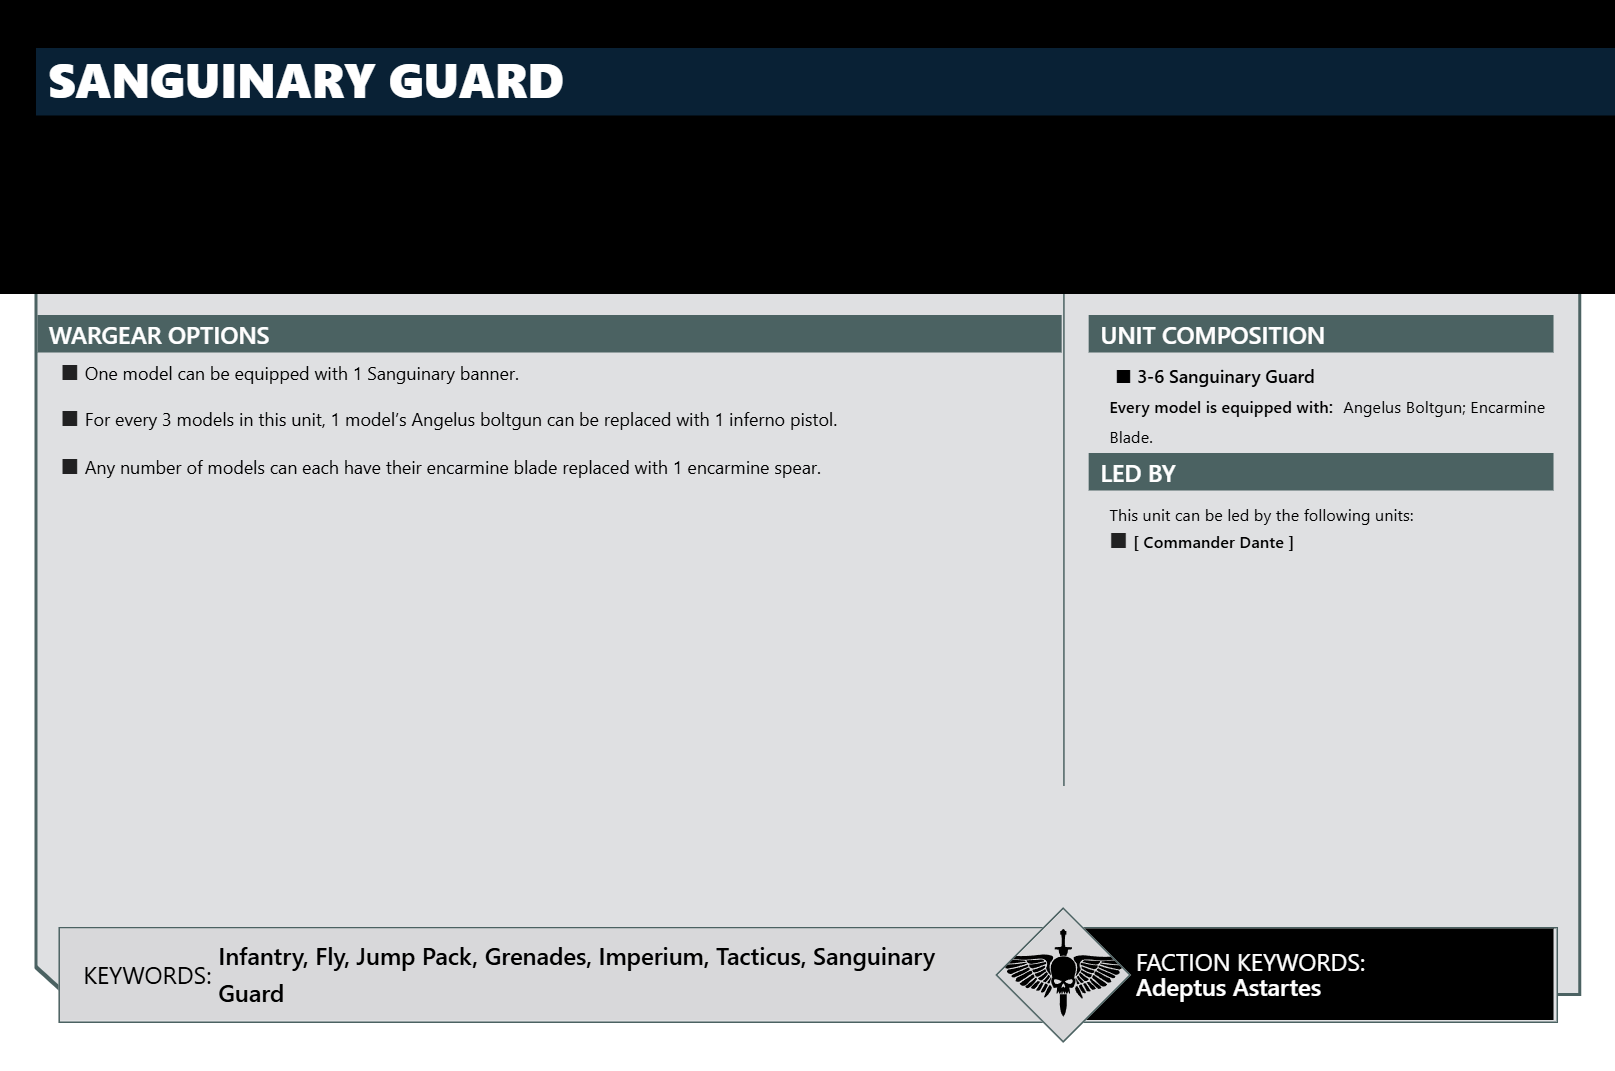 SANGUINARY GUARD
WARGEAR OPTIONS
■ One model can be equipped with 1 Sanguinary banner.
■ For every 3 models in this unit, 1 model's Angelus boltgun can be replaced with 1 inferno pistol.
■ Any number of models can each have their encarmine blade replaced with 1 encarmine spear.
UNIT COMPOSITION
■ 3-6 Sanguinary Guard
Every model is equipped with: Angelus Boltgun; Encarmine
Blade.
LED BY
This unit can be led by the following units:
■ [ Commander Dante ]
KEYWORDS:
Infantry, Fly, Jump Pack, Grenades, Imperium, Tacticus, Sanguinary
Guard
FACTION KEYWORDS:
Adeptus Astartes